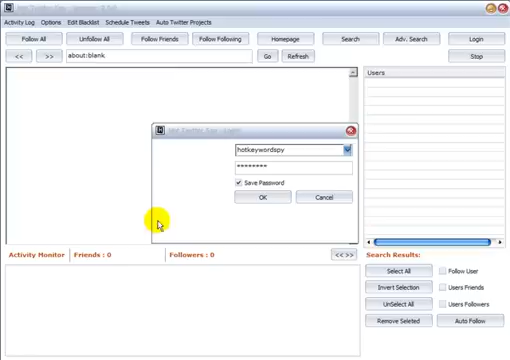 Activity Log Options Edit Blacklist Schedule Tweets Auto Twitter Projects
Follow All Unfollow All Follow Friends Follow Following Homepage Search Adv. Search Login
<< >> about:blank Go Refresh Stop
Users
hotkeywordspy
********
Save Password
OK Cancel
Activity Monitor Friends : 0 Followers : 0 << >> Search Results:
Select All Follow User
Invert Selection Users Friends
UnSelect All Users Followers
Remove Seleted Auto Follow